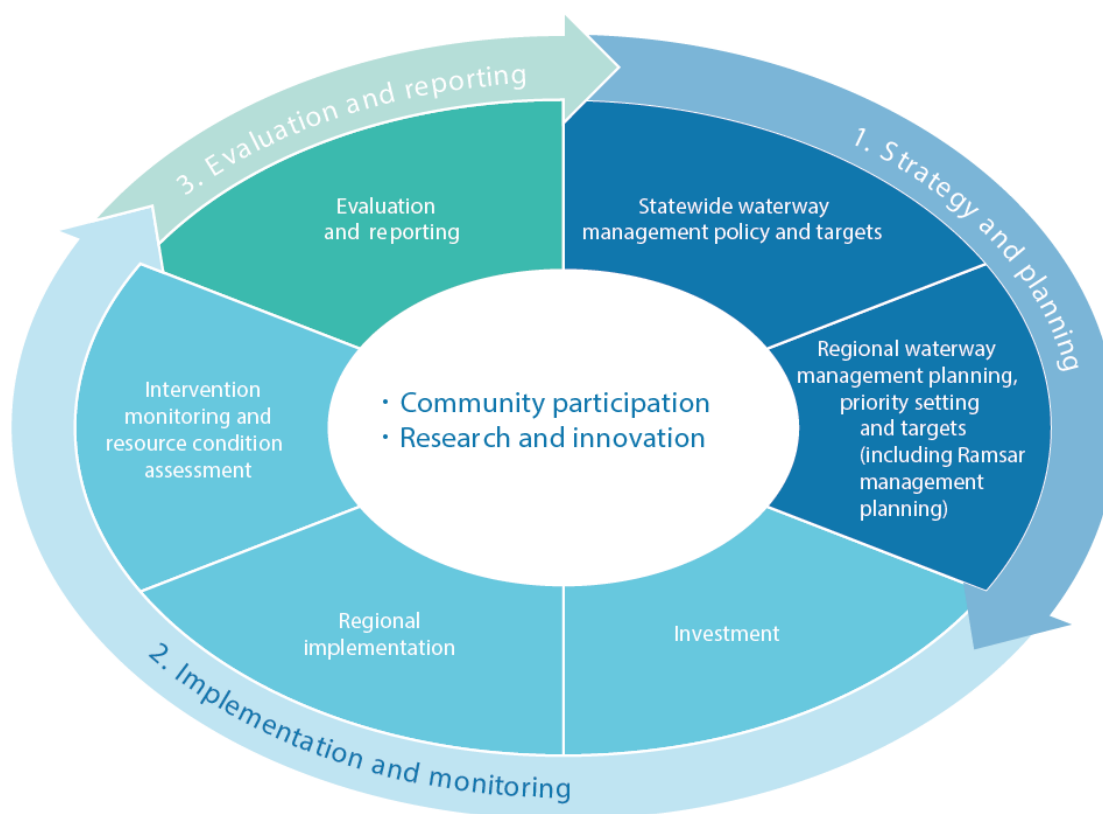 1. Strategy and planning
Statewide waterway
management policy and targets
Regional waterway
management planning,
priority setting
and targets
(including Ramsar
management
planning)
2. Implementation and monitoring
Investment
Regional
implementation
Intervention
monitoring and
resource condition
assessment
3. Evaluation and reporting
Evaluation
and reporting
· Community participation
· Research and innovation